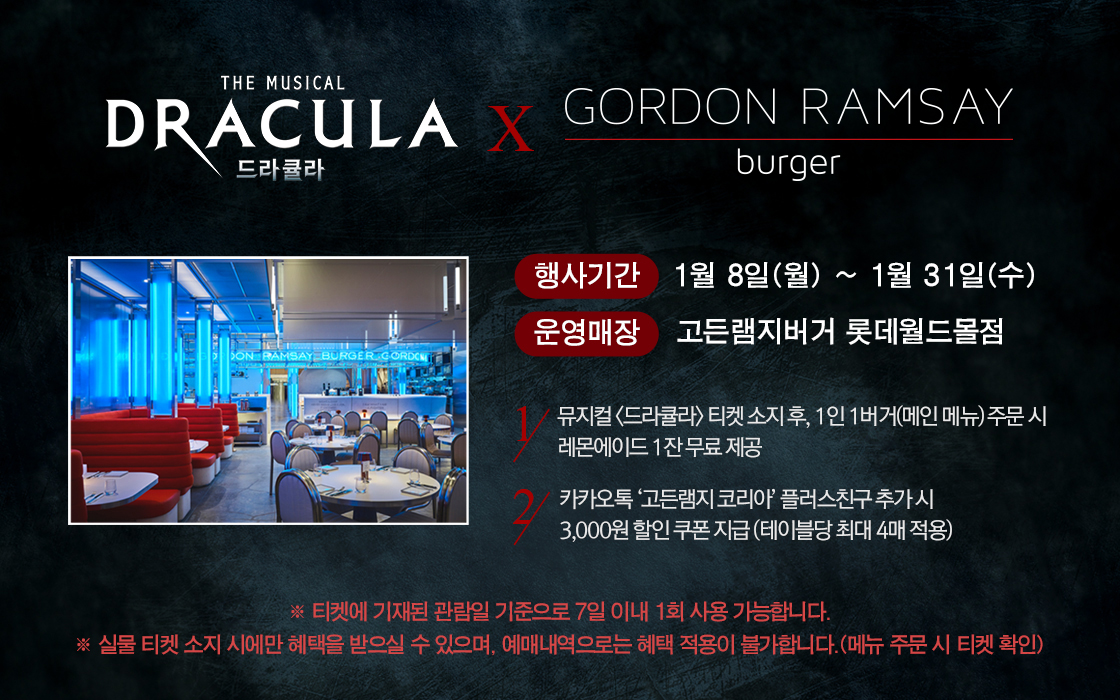 THE MUSICAL
DRACULA
드라큘라
X
GORDON RAMSAY
burger
GORDON RAMSAY BURGER GORDO
행사기간 1월 8일(월) ~ 1월 31일(수)
운영매장 고든램지버거 롯데월드몰점
1/ 뮤지컬 <드라큘라> 티켓 소지 후, 1인 1버거(메인 메뉴) 주문 시
레몬에이드 1잔 무료 제공
2/ 카카오톡 ‘고든램지 코리아’ 플러스친구 추가 시
3,000원 할인 쿠폰 지급 (테이블당 최대 4매 적용)
※ 티켓에 기재된 관람일 기준으로 7일 이내 1회 사용 가능합니다.
※ 실물 티켓 소지 시에만 혜택을 받으실 수 있으며, 예매내역으로는 혜택 적용이 불가합니다.(메뉴 주문 시 티켓 확인)